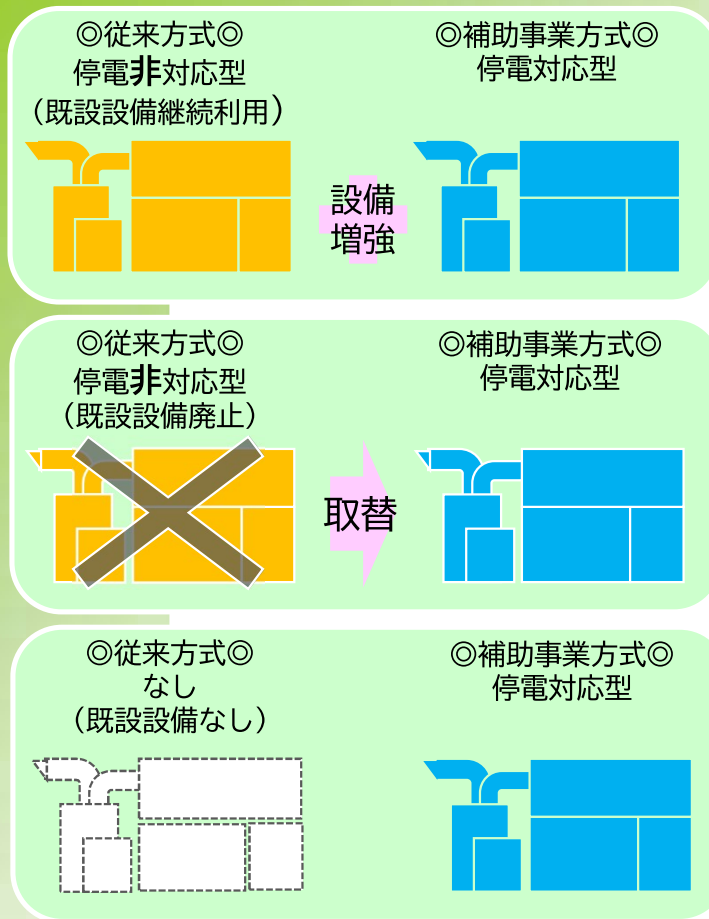 ◎従来方式◎
停電非対応型
（既設設備継続利用）
◎補助事業方式◎
停電対応型
設備
増強
◎従来方式◎
停電非対応型
（既設設備廃止）
◎補助事業方式◎
停電対応型
取替
◎従来方式◎
なし
（既設設備なし）
◎補助事業方式◎
停電対応型